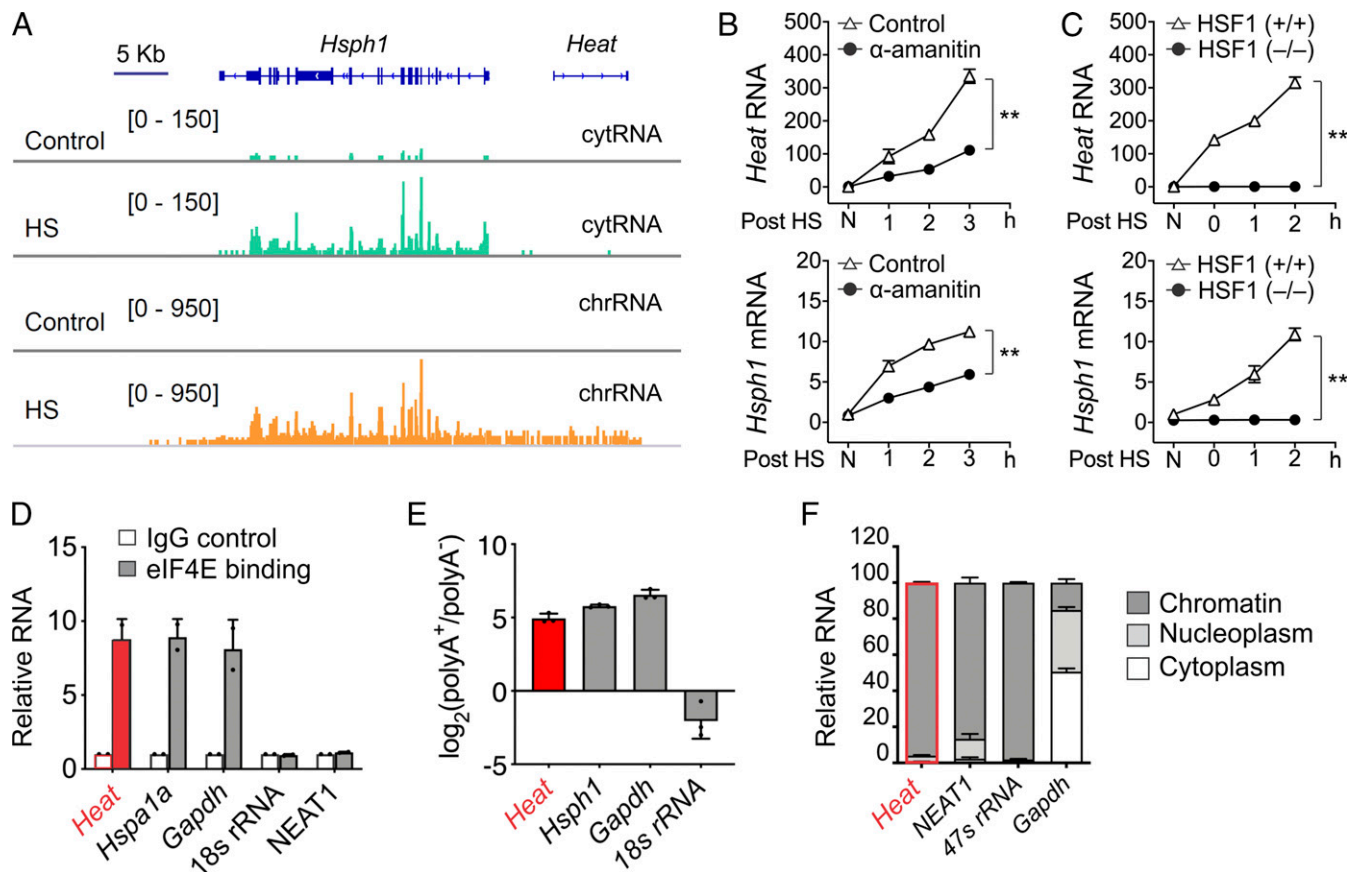 A
5 Kb
Hsph1
Heat
Control
[0 - 150]
cytRNA
HS
[0 - 150]
cytRNA
Control
[0 - 950]
chrRNA
HS
[0 - 950]
chrRNA
B
Heat RNA
500
400
300
200
100
0
Control
α-amanitin
**
Post HS N 1 2 3 h
Hsph1 mRNA
20
15
10
5
0
Control
α-amanitin
**
Post HS N 1 2 3 h
C
Heat RNA
500
400
300
200
100
0
HSF1 (+/+)
HSF1 (–/–)
**
Post HS N 0 1 2 h
Hsph1 mRNA
20
15
10
5
0
HSF1 (+/+)
HSF1 (–/–)
**
Post HS N 0 1 2 h
D
Relative RNA
15
10
5
0
IgG control
eIF4E binding
Heat
Hspa1a
Gapdh
18s rRNA
NEAT1
E
log2(polyA+/polyA-)
10
5
0
-5
Heat
Hsph1
Gapdh
18s rRNA
F
Relative RNA
120
100
80
60
40
20
0
Heat
NEAT1
47s rRNA
Gapdh
Chromatin
Nucleoplasm
Cytoplasm